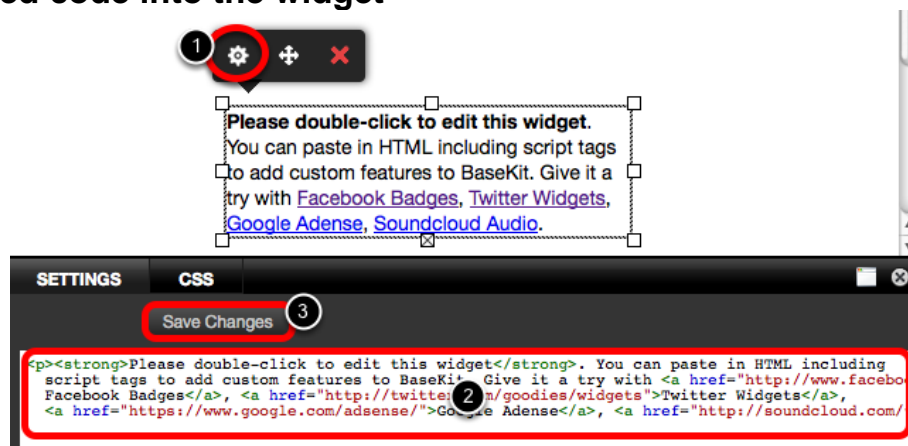 code into the widget
1
Please double-click to edit this widget.
You can paste in HTML including script tags
to add custom features to BaseKit. Give it a
try with Facebook Badges, Twitter Widgets,
Google Adense, Soundcloud Audio.
SETTINGS CSS
Save Changes 3
<p><strong>Please double-click to edit this widget</strong>. You can paste in HTML including
script tags to add custom features to BaseKit. Give it a try with <a href="http://www.facebo
Facebook Badges</a>, <a href="http://twitte m/goodies/widgets">Twitter Widgets</a>,
2
<a href="https://www.google.com/adsense/">Google Adense</a>, <a href="http://soundcloud.com/